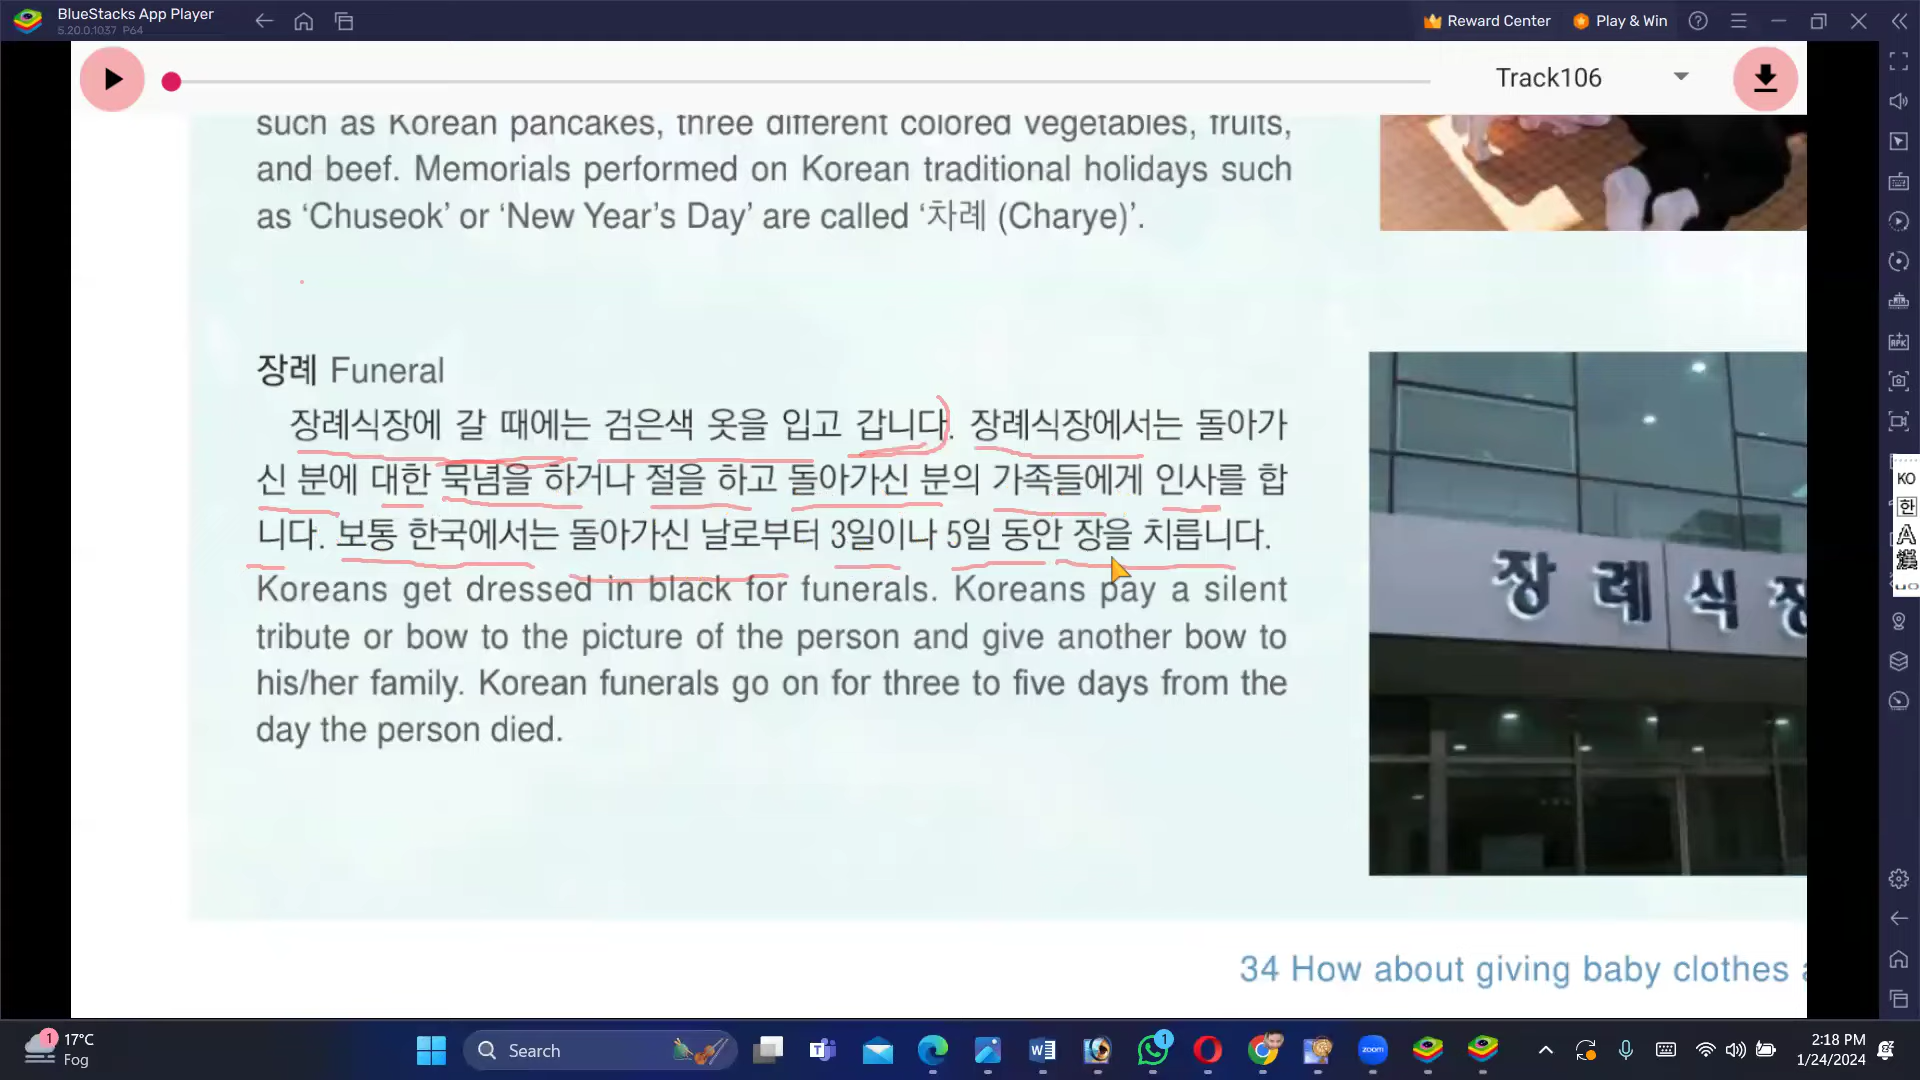 BlueStacks App Player
5.20.0.1037 P64
Reward Center
Play & Win
Track106
such as Korean pancakes, three different colored vegetables, fruits,
and beef. Memorials performed on Korean traditional holidays such
as ‘Chuseok’ or ‘New Year’s Day’ are called ‘차례 (Charye)’.
장례 Funeral
장례식장에 갈 때에는 검은색 옷을 입고 갑니다. 장례식장에서는 돌아가
신 분에 대한 묵념을 하거나 절을 하고 돌아가신 분의 가족들에게 인사를 합
니다. 보통 한국에서는 돌아가신 날로부터 3일이나 5일 동안 장을 치릅니다.
Koreans get dressed in black for funerals. Koreans pay a silent
tribute or bow to the picture of the person and give another bow to
his/her family. Korean funerals go on for three to five days from the
day the person died.
장례식장
34 How about giving baby clothes
KO
한
A
漢
1
17°C
Fog
Search
zoom
1
2:18 PM
1/24/2024